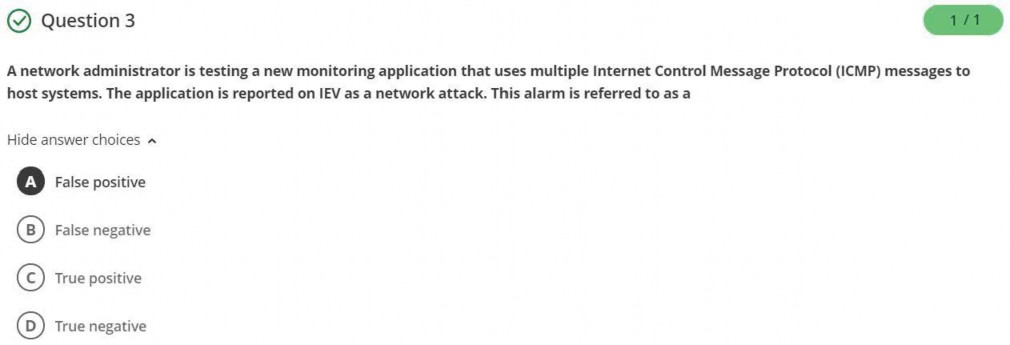 Question 3
1 / 1
A network administrator is testing a new monitoring application that uses multiple Internet Control Message Protocol (ICMP) messages to
host systems. The application is reported on IEV as a network attack. This alarm is referred to as a
Hide answer choices
A False positive
B False negative
C True positive
D True negative